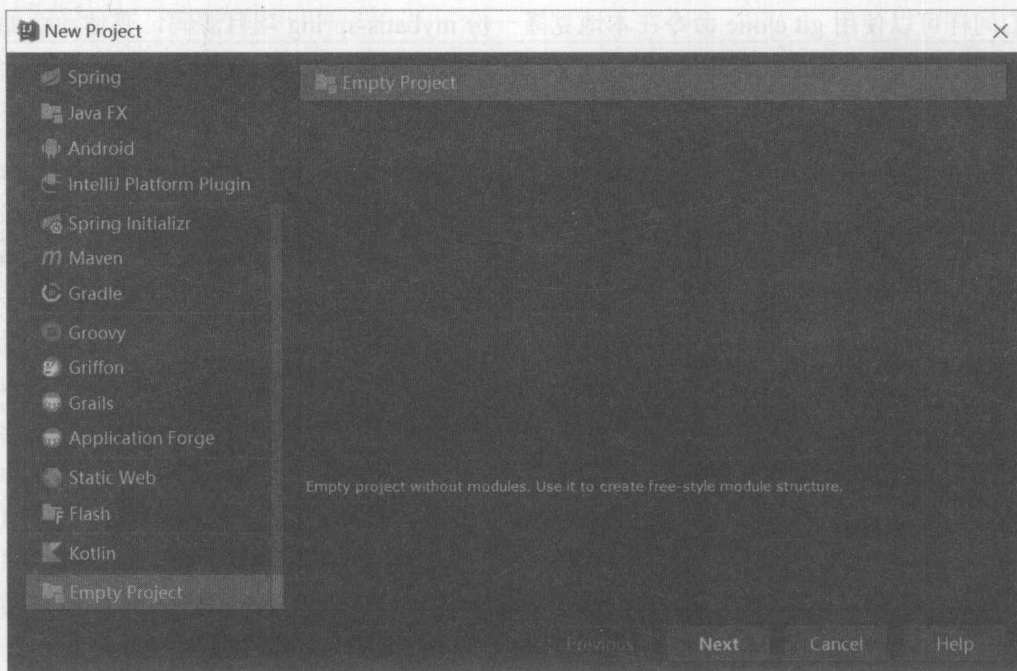 New Project
Spring
Java FX
Android
IntelliJ Platform Plugin
Spring Initializr
Maven
Gradle
Groovy
Griffon
Grails
Application Forge
Static Web
Flash
Kotlin
Empty Project
Empty Project
Empty project without modules. Use it to create free-style module structure.
Previous
Next
Cancel
Help